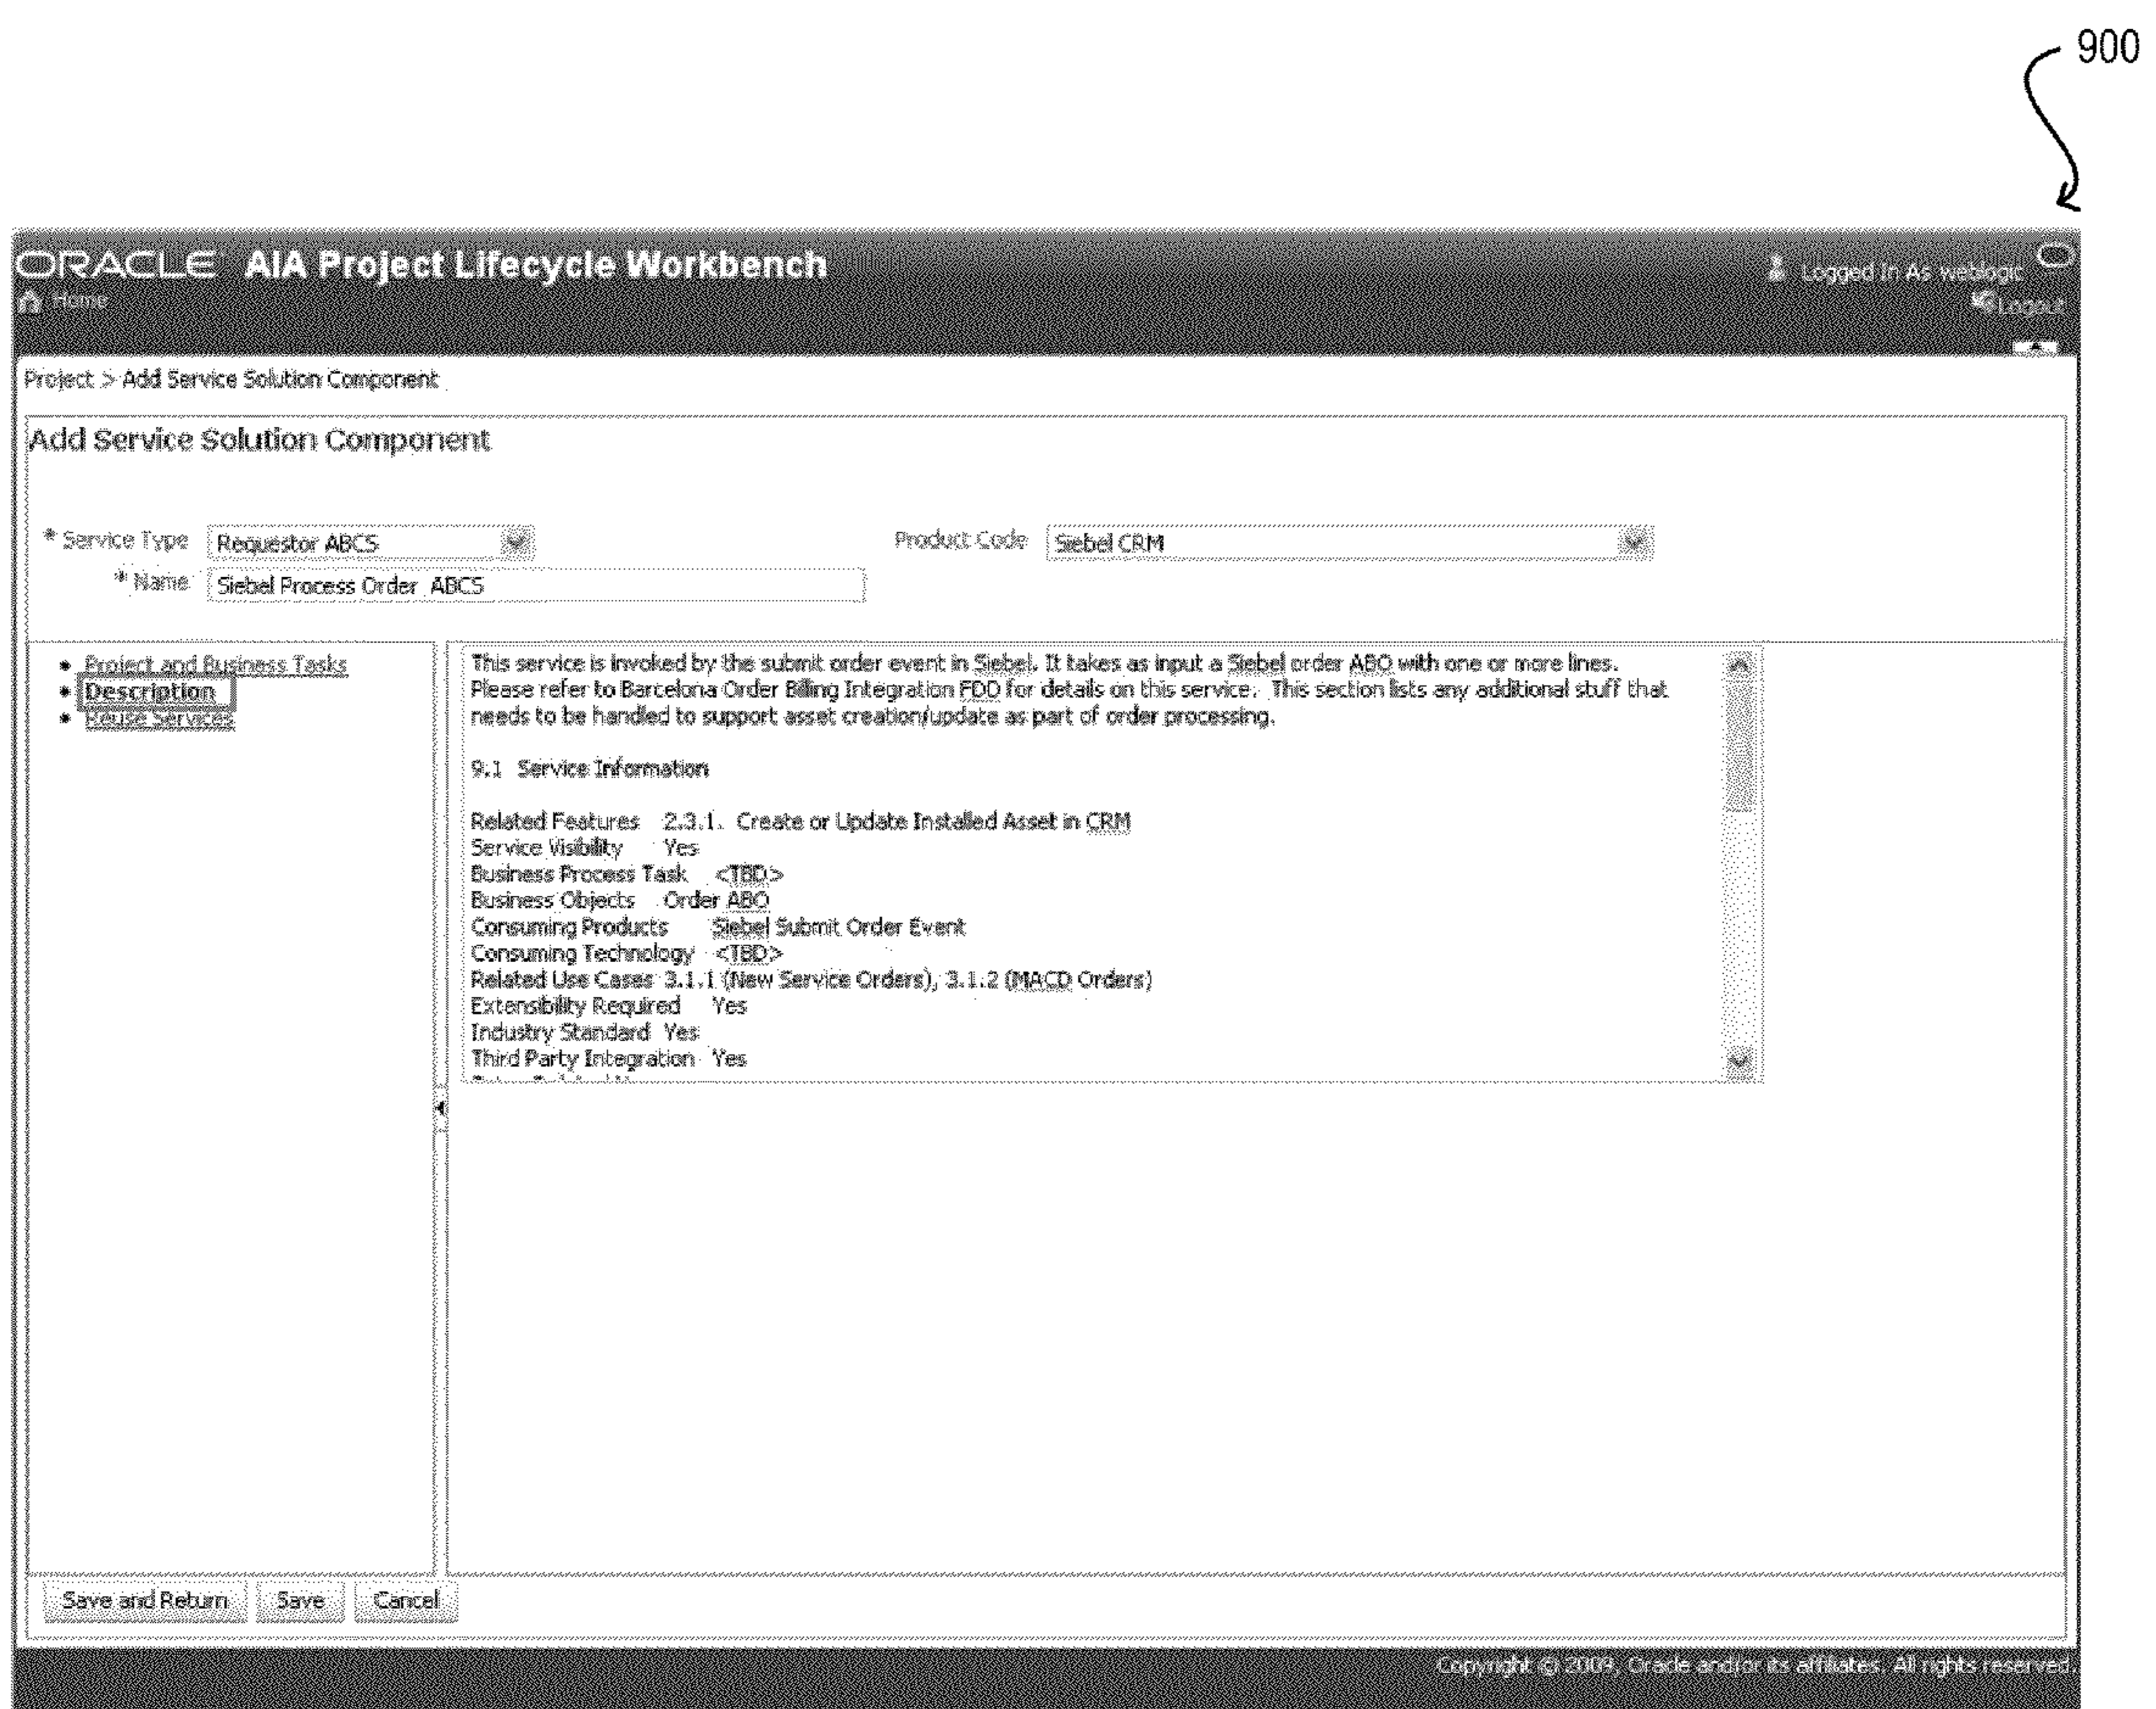 900
ORACLE AIA Project Lifecycle Workbench
Logged In As weblogic
Home
Logout
Project > Add Service Solution Component
Add Service Solution Component
* Service Type Requestor ABCS Product Code Siebel CRM
* Name Siebel Process Order ABCS
• Project and Business Tasks
• Description
• Reuse Services
This service is invoked by the submit order event in Siebel. It takes as input a Siebel order ABO with one or more lines.
Please refer to Barcelona Order Billing Integration FDD for details on this service. This section lists any additional stuff that
needs to be handled to support asset creation/update as part of order processing.
9.1 Service Information
Related Features 2.3.1. Create or Update Installed Asset in CRM
Service Visibility Yes
Business Process Task <TBD>
Business Objects Order ABO
Consuming Products Siebel Submit Order Event
Consuming Technology <TBD>
Related Use Cases 3.1.1 (New Service Orders), 3.1.2 (MACD Orders)
Extensibility Required Yes
Industry Standard Yes
Third Party Integration Yes
Save and Return Save Cancel
Copyright © 2009, Oracle and/or its affiliates. All rights reserved.